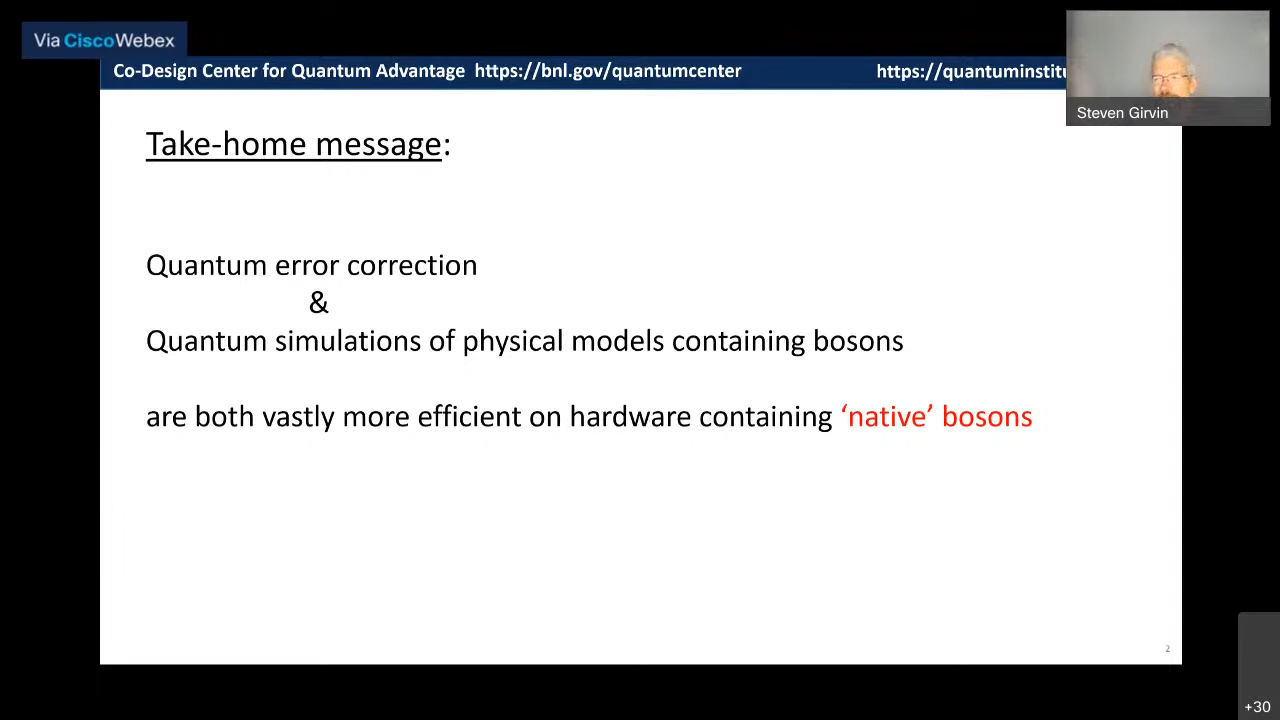 Via CiscoWebex
Co-Design Center for Quantum Advantage https://bnl.gov/quantumcenter https://quantuminstitu
Steven Girvin
Take-home message:
Quantum error correction
&
Quantum simulations of physical models containing bosons
are both vastly more efficient on hardware containing ‘native’ bosons
2
+30